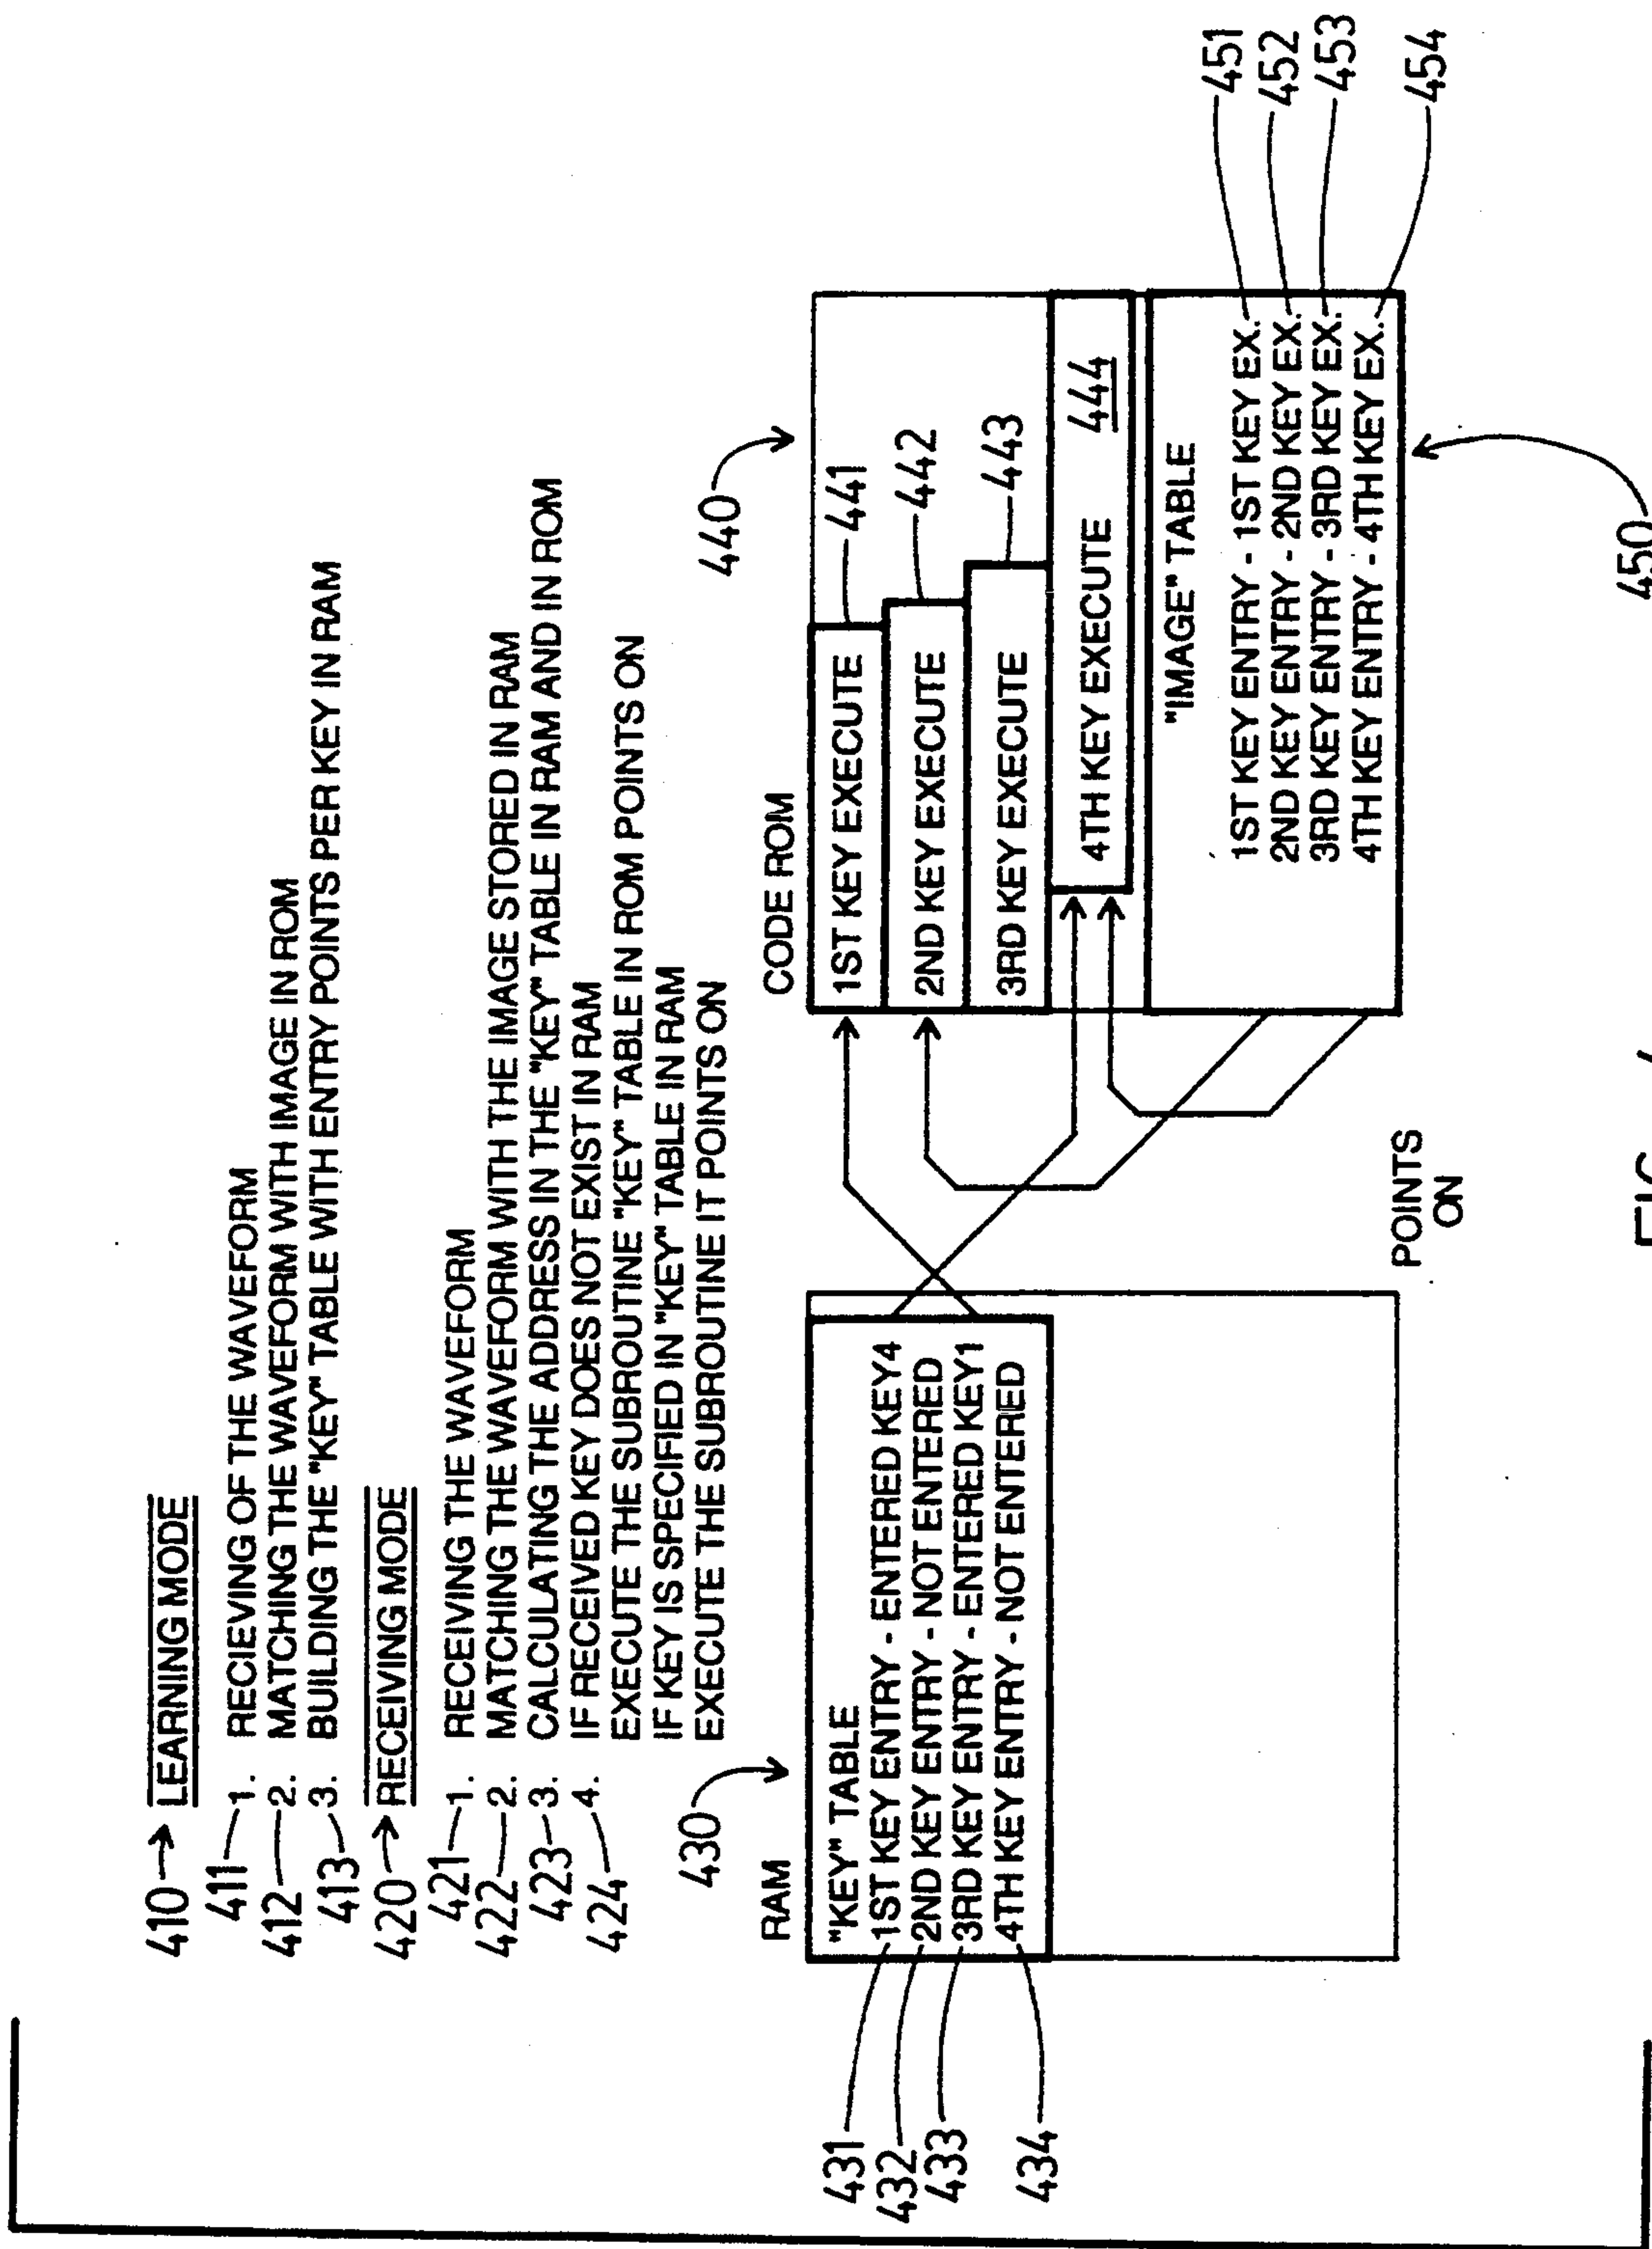 410 LEARNING MODE
411 1. RECIEVING OF THE WAVEFORM
412 2. MATCHING THE WAVEFORM WITH IMAGE IN ROM
413 3. BUILDING THE "KEY" TABLE WITH ENTRY POINTS PER KEY IN RAM
420 RECEIVING MODE
421 1. RECEIVING THE WAVEFORM
422 2. MATCHING THE WAVEFORM WITH THE IMAGE STORED IN RAM
423 3. CALCULATING THE ADDRESS IN THE "KEY" TABLE IN RAM AND IN ROM
424 4. IF RECEIVED KEY DOES NOT EXIST IN RAM
EXECUTE THE SUBROUTINE "KEY" TABLE IN ROM POINTS ON
IF KEY IS SPECIFIED IN "KEY" TABLE IN RAM
EXECUTE THE SUBROUTINE IT POINTS ON
430
RAM
"KEY" TABLE
431 1ST KEY ENTRY - ENTERED KEY4
432 2ND KEY ENTRY - NOT ENTERED
433 3RD KEY ENTRY - ENTERED KEY1
434 4TH KEY ENTRY - NOT ENTERED
POINTS
ON
440
CODE ROM
1ST KEY EXECUTE 441
2ND KEY EXECUTE 442
3RD KEY EXECUTE 443
4TH KEY EXECUTE 444
"IMAGE" TABLE
1ST KEY ENTRY - 1ST KEY EX. 451
2ND KEY ENTRY - 2ND KEY EX. 452
3RD KEY ENTRY - 3RD KEY EX. 453
4TH KEY ENTRY - 4TH KEY EX. 454
450